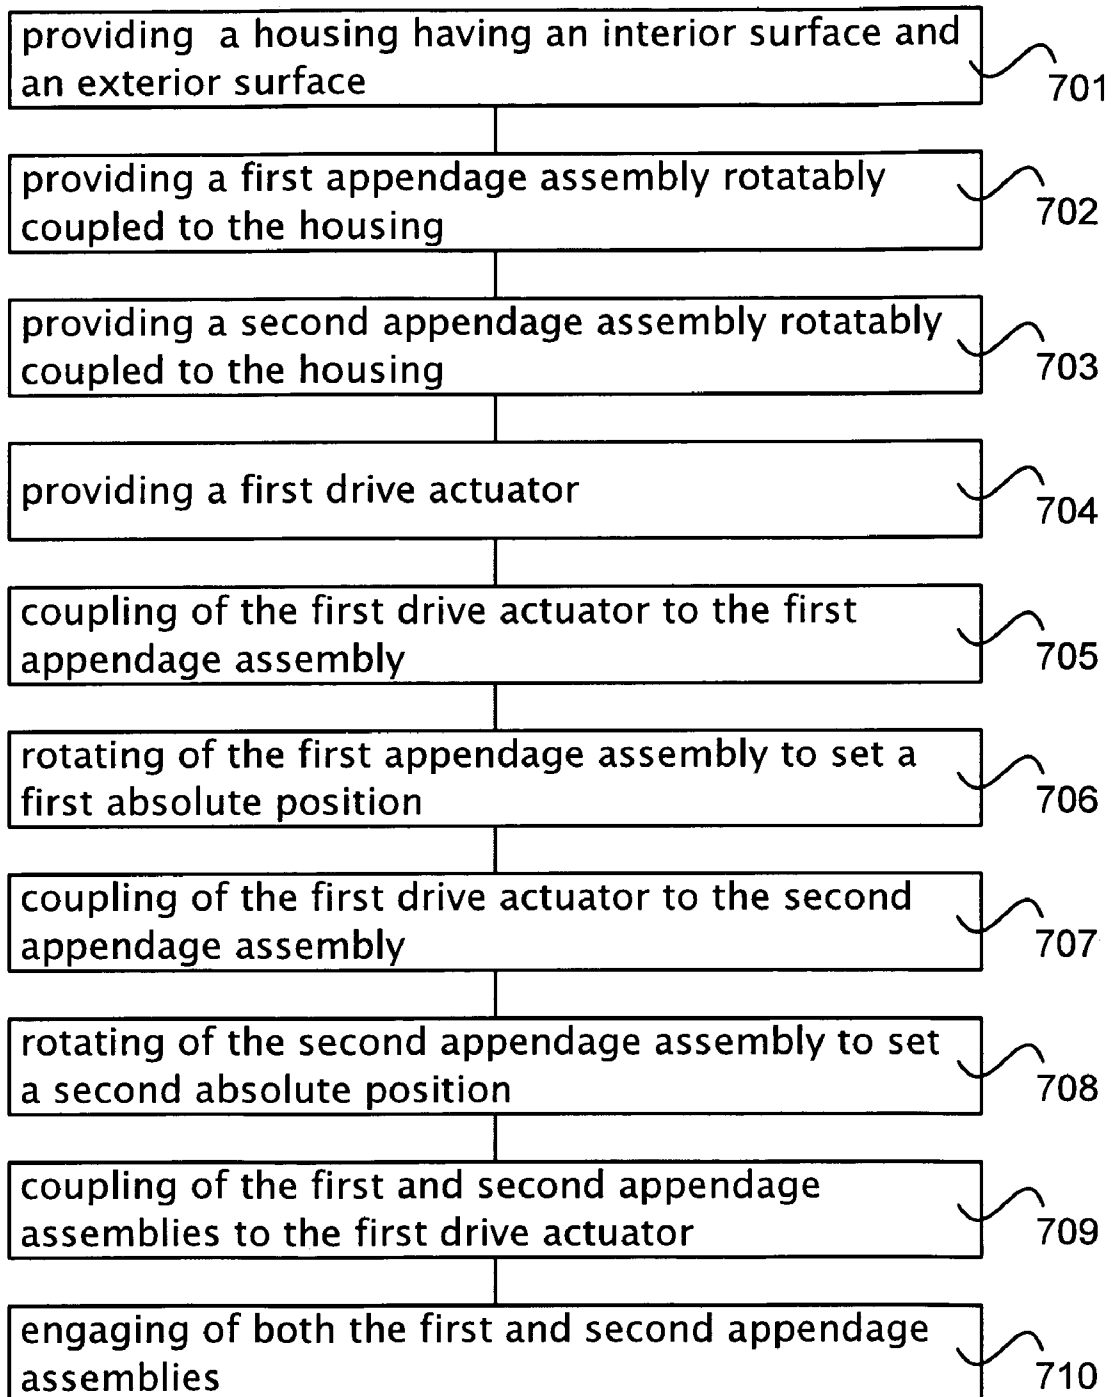 providing a housing having an interior surface and
an exterior surface
701
providing a first appendage assembly rotatably
coupled to the housing
702
providing a second appendage assembly rotatably
coupled to the housing
703
providing a first drive actuator
704
coupling of the first drive actuator to the first
appendage assembly
705
rotating of the first appendage assembly to set a
first absolute position
706
coupling of the first drive actuator to the second
appendage assembly
707
rotating of the second appendage assembly to set
a second absolute position
708
coupling of the first and second appendage
assemblies to the first drive actuator
709
engaging of both the first and second appendage
assemblies
710